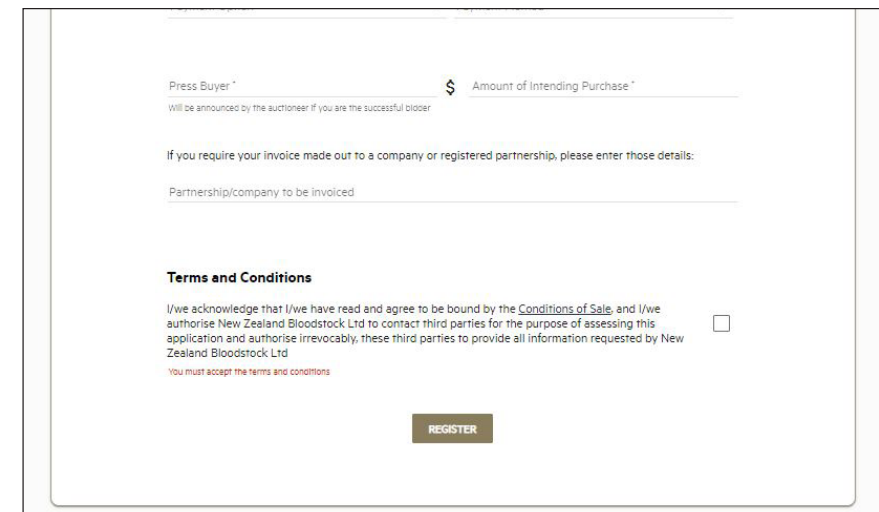 Press Buyer *
$ Amount of Intending Purchase *
Will be announced by the auctioneer if you are the successful bidder
If you require your invoice made out to a company or registered partnership, please enter those details:
Partnership/company to be invoiced
Terms and Conditions
I/we acknowledge that I/we have read and agree to be bound by the Conditions of Sale, and I/we
authorise New Zealand Bloodstock Ltd to contact third parties for the purpose of assessing this
application and authorise irrevocably, these third parties to provide all information requested by New
Zealand Bloodstock Ltd
You must accept the terms and conditions
REGISTER